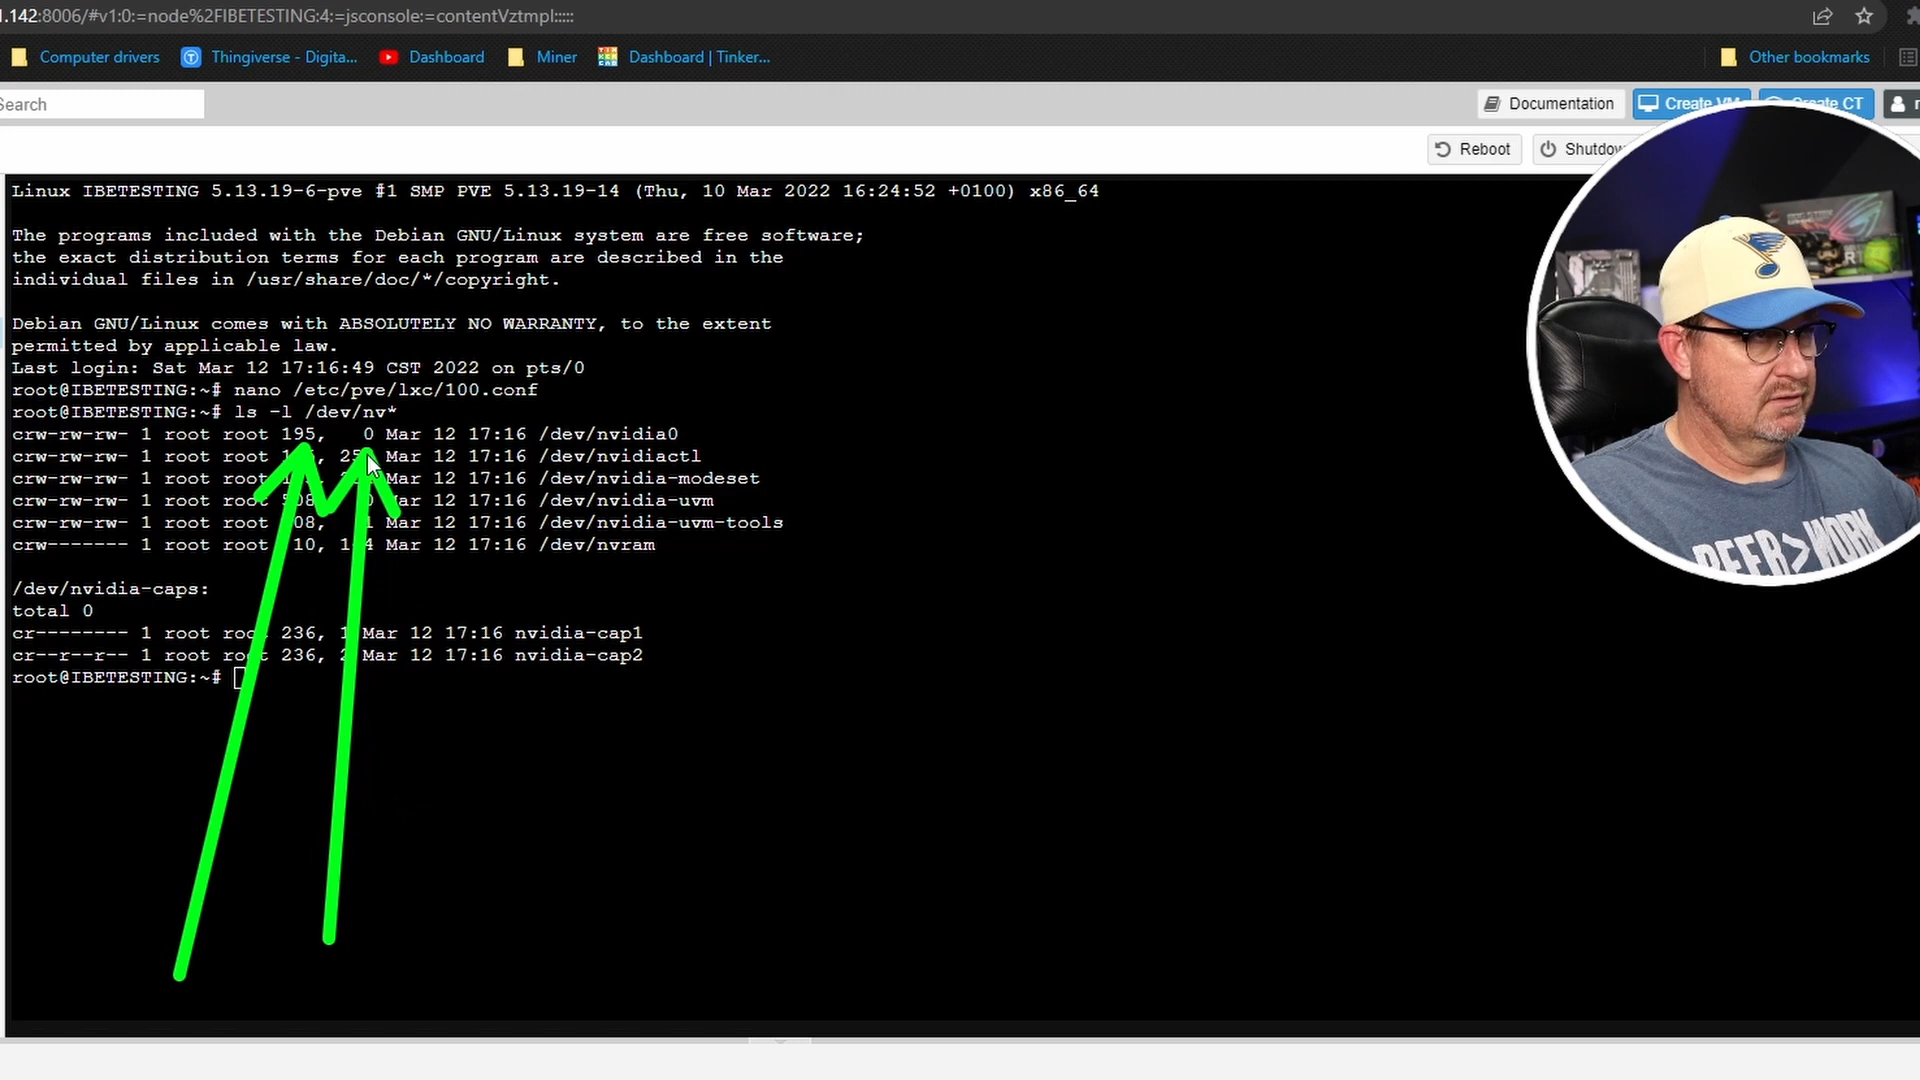 1.142:8006/#v1:0:=node%2FIBETESTING:4:=jsconsole:=contentVztmpl:::::
Computer drivers Thingiverse - Digita... Dashboard Miner Dashboard | Tinker... Other bookmarks
Search Documentation Create VM Create CT
Reboot Shutdow
Linux IBETESTING 5.13.19-6-pve #1 SMP PVE 5.13.19-14 (Thu, 10 Mar 2022 16:24:52 +0100) x86_64
The programs included with the Debian GNU/Linux system are free software;
the exact distribution terms for each program are described in the
individual files in /usr/share/doc/*/copyright.
Debian GNU/Linux comes with ABSOLUTELY NO WARRANTY, to the extent
permitted by applicable law.
Last login: Sat Mar 12 17:16:49 CST 2022 on pts/0
root@IBETESTING:~# nano /etc/pve/lxc/100.conf
root@IBETESTING:~# ls -l /dev/nv*
crw-rw-rw- 1 root root 195, 0 Mar 12 17:16 /dev/nvidia0
crw-rw-rw- 1 root root Mar 12 17:16 /dev/nvidiactl
crw-rw-rw- 1 root root Mar 12 17:16 /dev/nvidia-modeset
crw-rw-rw- 1 root root Mar 12 17:16 /dev/nvidia-uvm
crw-rw-rw- 1 root root Mar 12 17:16 /dev/nvidia-uvm-tools
crw------- 1 root root 10, Mar 12 17:16 /dev/nvram
/dev/nvidia-caps:
total 0
cr-------- 1 root root 236, 1 Mar 12 17:16 nvidia-cap1
cr--r--r-- 1 root root 236, 2 Mar 12 17:16 nvidia-cap2
root@IBETESTING:~#
BEER>WORK